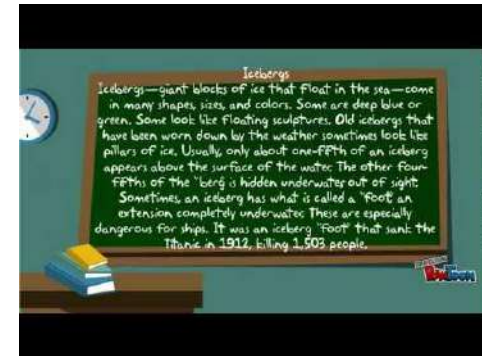 Icebergs
Icebergs—giant blocks of ice that float in the sea—come
in many shapes, sizes, and colors. Some are deep blue or
green. Some look like floating sculptures. Old icebergs that
have been worn down by the weather sometimes look like
pillars of ice. Usually, only about one-fifth of an iceberg
appears above the surface of the water. The other four-
fifths of the "berg is hidden underwater out of sight.
Sometimes, an iceberg has what is called a "foot, an
extension completely underwater. These are especially
dangerous for ships. It was an iceberg "foot" that sank the
Titanic in 1912, killing 1,503 people.
PowToon